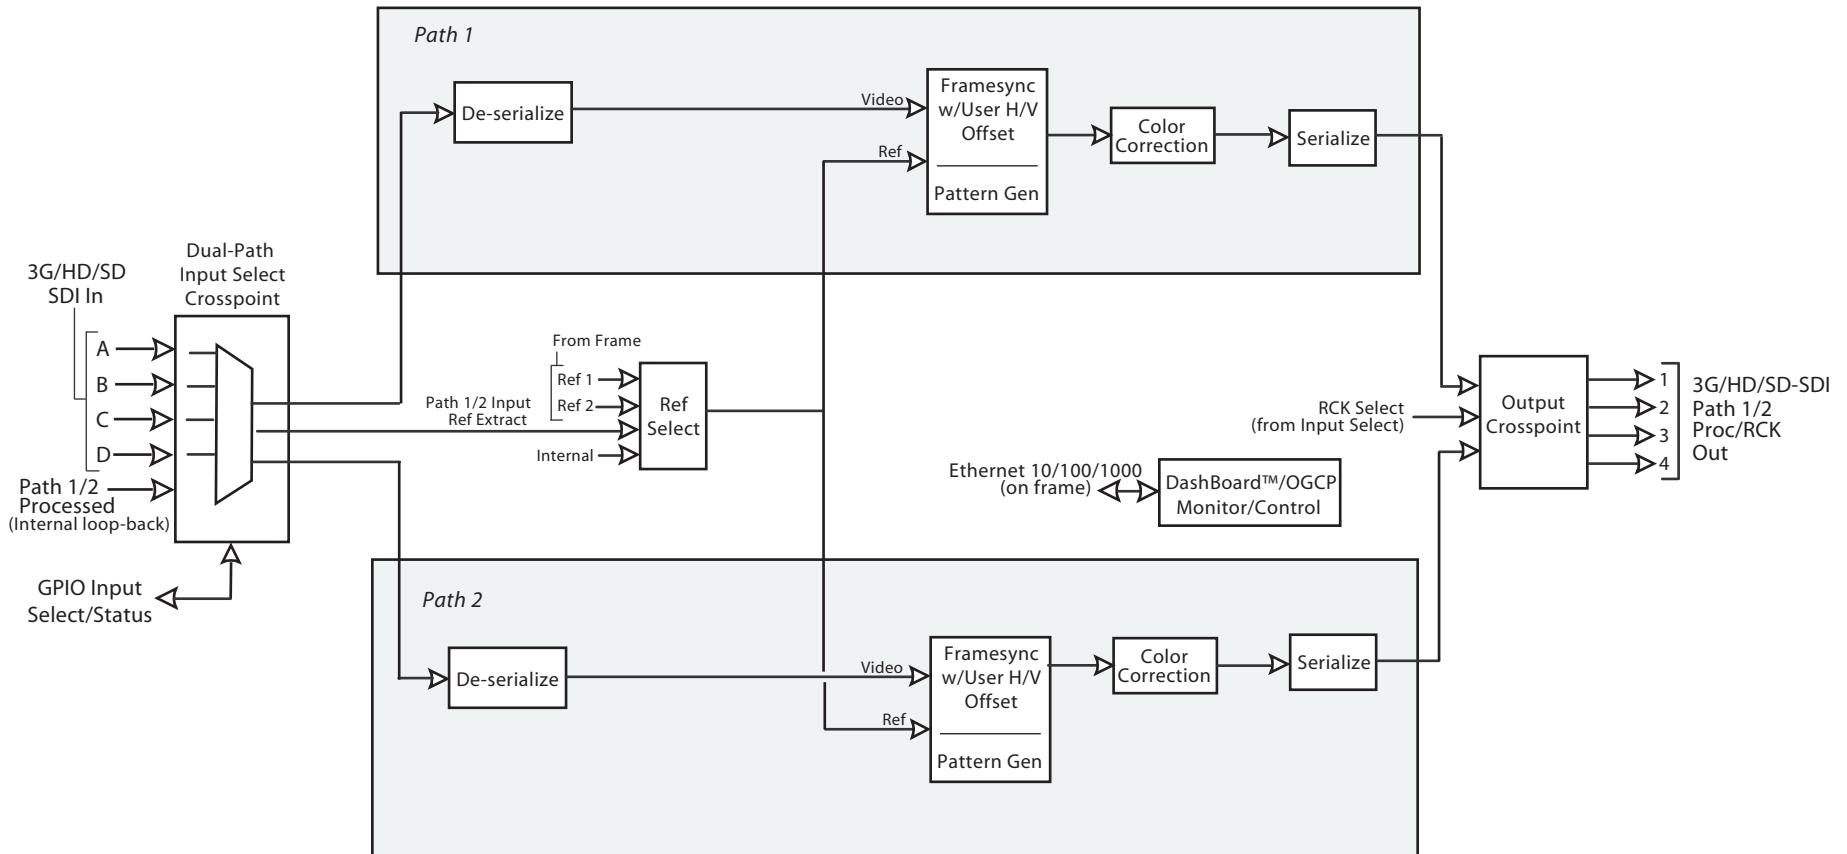 Path 1
De-serialize
Video
Ref
Framesync
w/User H/V
Offset
Pattern Gen
Color
Correction
Serialize
3G/HD/SD
SDI In
Dual-Path
Input Select
Crosspoint
A
B
C
D
Path 1/2
Processed
(Internal loop-back)
GPIO Input
Select/Status
From Frame
Ref 1
Ref 2
Path 1/2 Input
Ref Extract
Internal
Ref
Select
RCK Select
(from Input Select)
Ethernet 10/100/1000
(on frame)
DashBoard™/OGCP
Monitor/Control
Output
Crosspoint
1
2
3
4
3G/HD/SD-SDI
Path 1/2
Proc/RCK
Out
Path 2
De-serialize
Video
Ref
Framesync
w/User H/V
Offset
Pattern Gen
Color
Correction
Serialize